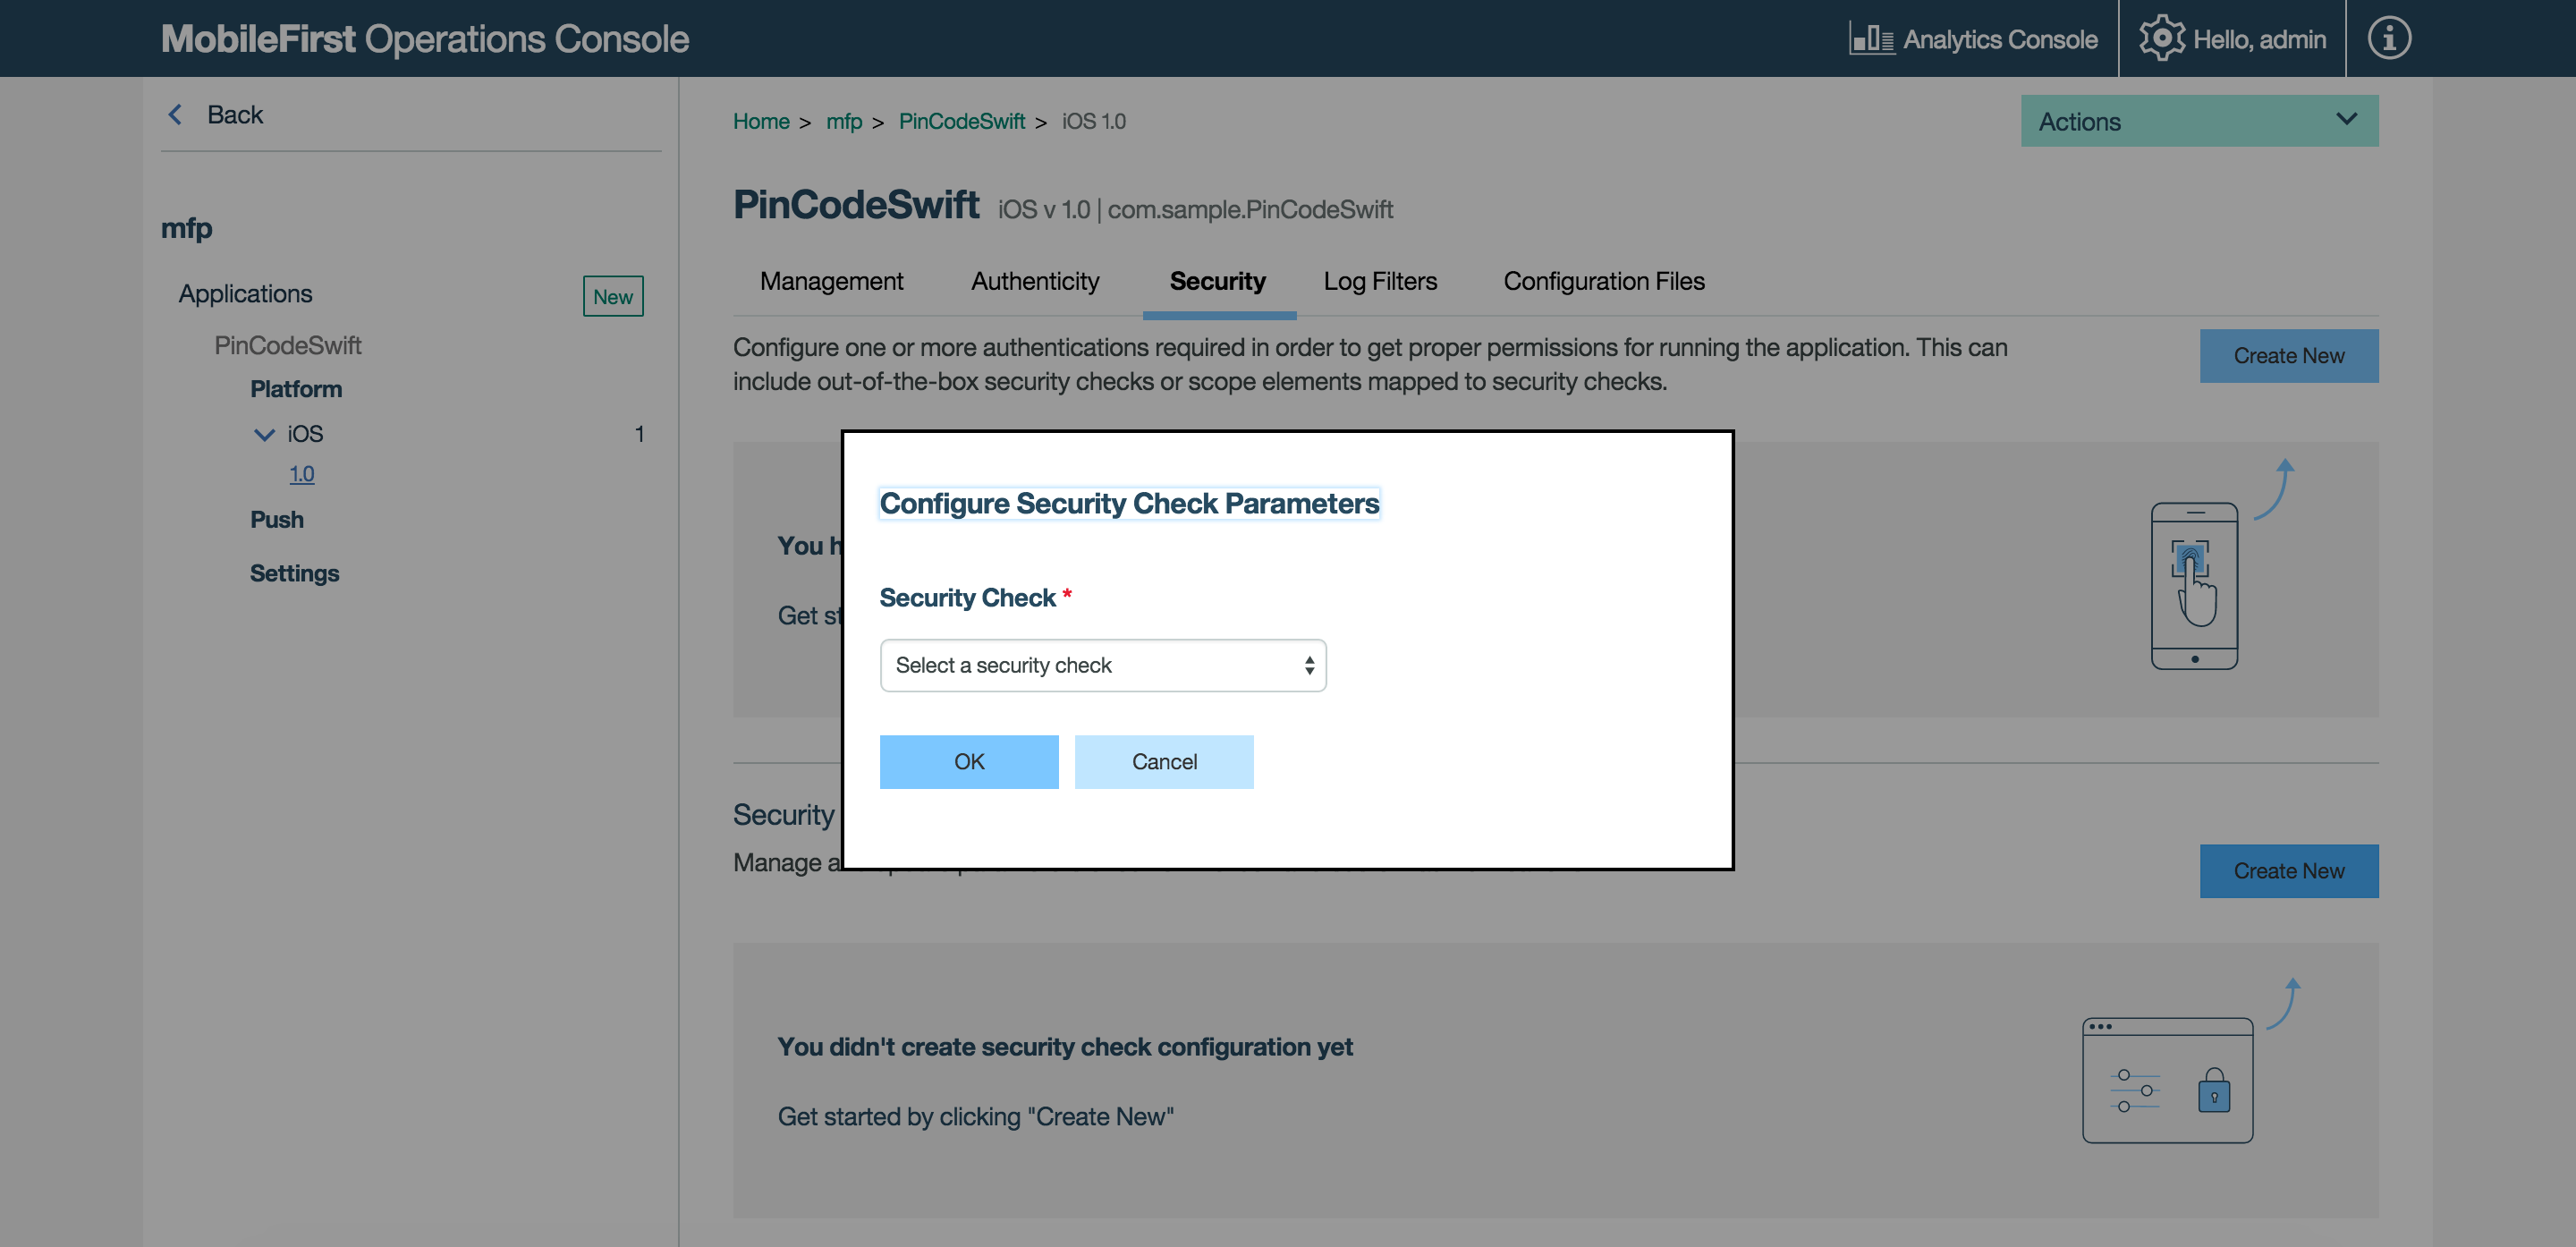 MobileFirst Operations Console
Analytics Console
Hello, admin
Back
mfp
Applications
New
PinCodeSwift
Platform
iOS
1
1.0
Push
Settings
Home > mfp > PinCodeSwift > iOS 1.0
Actions
PinCodeSwift iOS v 1.0 | com.sample.PinCodeSwift
Management
Authenticity
Security
Log Filters
Configuration Files
Configure one or more authentications required in order to get proper permissions for running the application. This can
include out-of-the-box security checks or scope elements mapped to security checks.
Create New
You
Get
Configure Security Check Parameters
Security Check *
Select a security check
OK
Cancel
Security
Manage
Create New
You didn't create security check configuration yet
Get started by clicking "Create New"